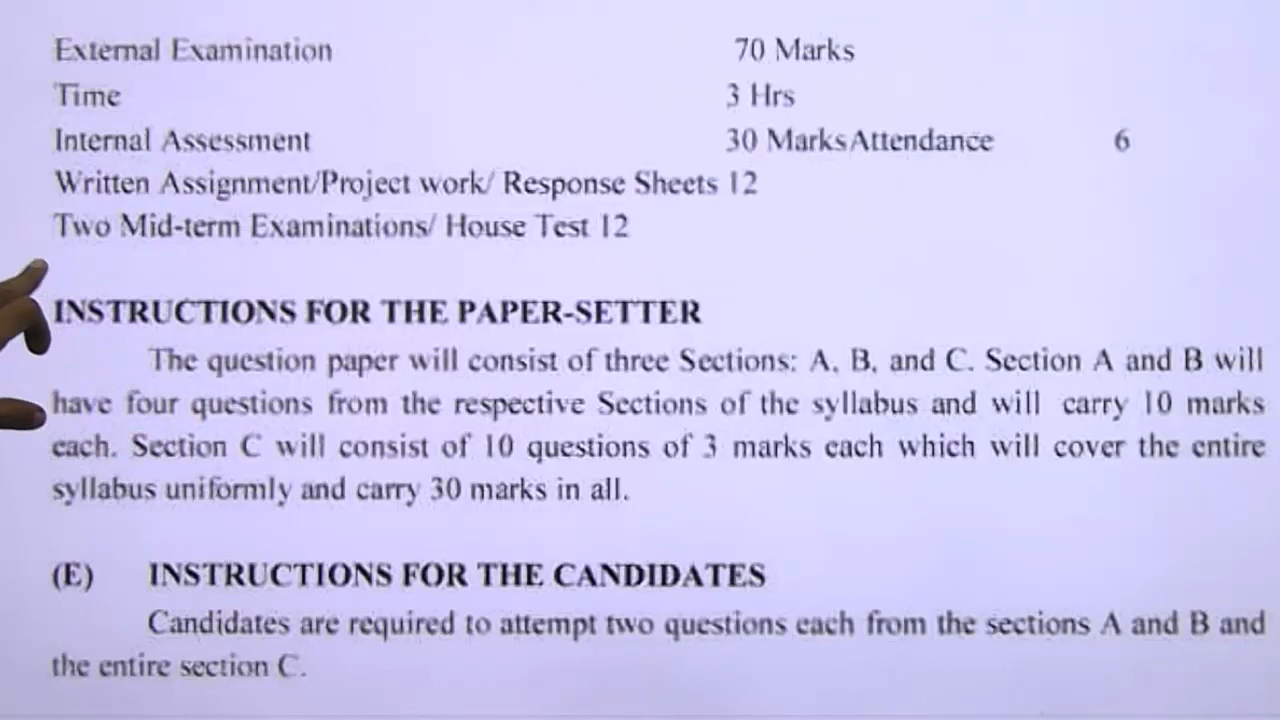 External Examination 70 Marks
Time 3 Hrs
Internal Assessment 30 MarksAttendance 6
Written Assignment/Project work/ Response Sheets 12
Two Mid-term Examinations/ House Test 12
INSTRUCTIONS FOR THE PAPER-SETTER
The question paper will consist of three Sections: A, B, and C. Section A and B will
have four questions from the respective Sections of the syllabus and will carry 10 marks
each. Section C will consist of 10 questions of 3 marks each which will cover the entire
syllabus uniformly and carry 30 marks in all.
(E) INSTRUCTIONS FOR THE CANDIDATES
Candidates are required to attempt two questions each from the sections A and B and
the entire section C.